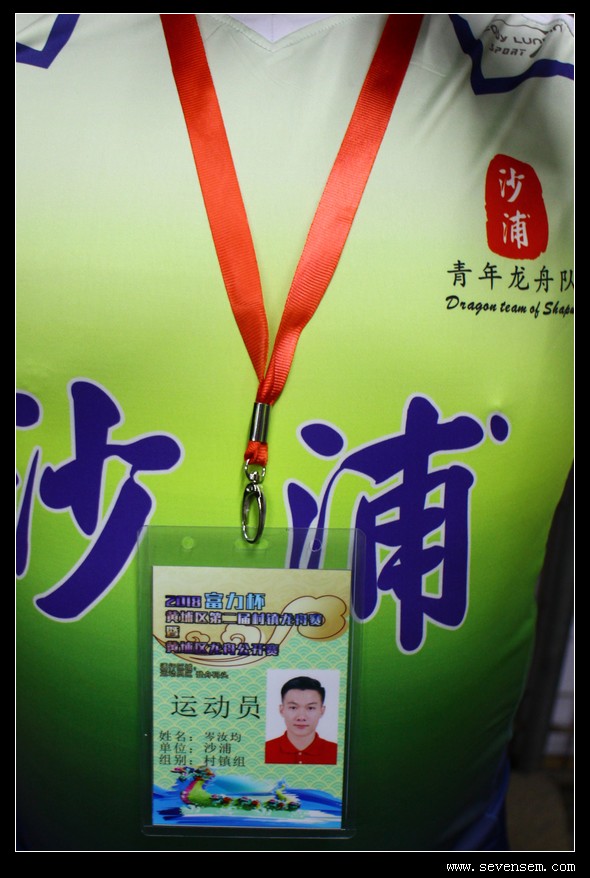 SPORT
沙浦
青年龙舟队
Dragon team of Shapu
沙浦
2018 富力杯
黄埔区第二届村镇龙舟赛
暨
黄埔区龙舟公开赛
运动员
姓名：岑汝均
单位：沙浦
组别：村镇组
www.sevensem.com